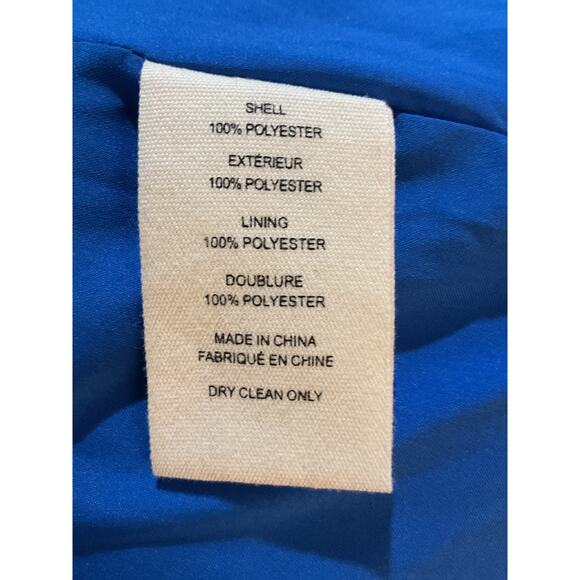 SHELL
100% POLYESTER
EXTÉRIEUR
100% POLYESTER
LINING
100% POLYESTER
DOUBLURE
100% POLYESTER
MADE IN CHINA
FABRIQUÉ EN CHINE
DRY CLEAN ONLY